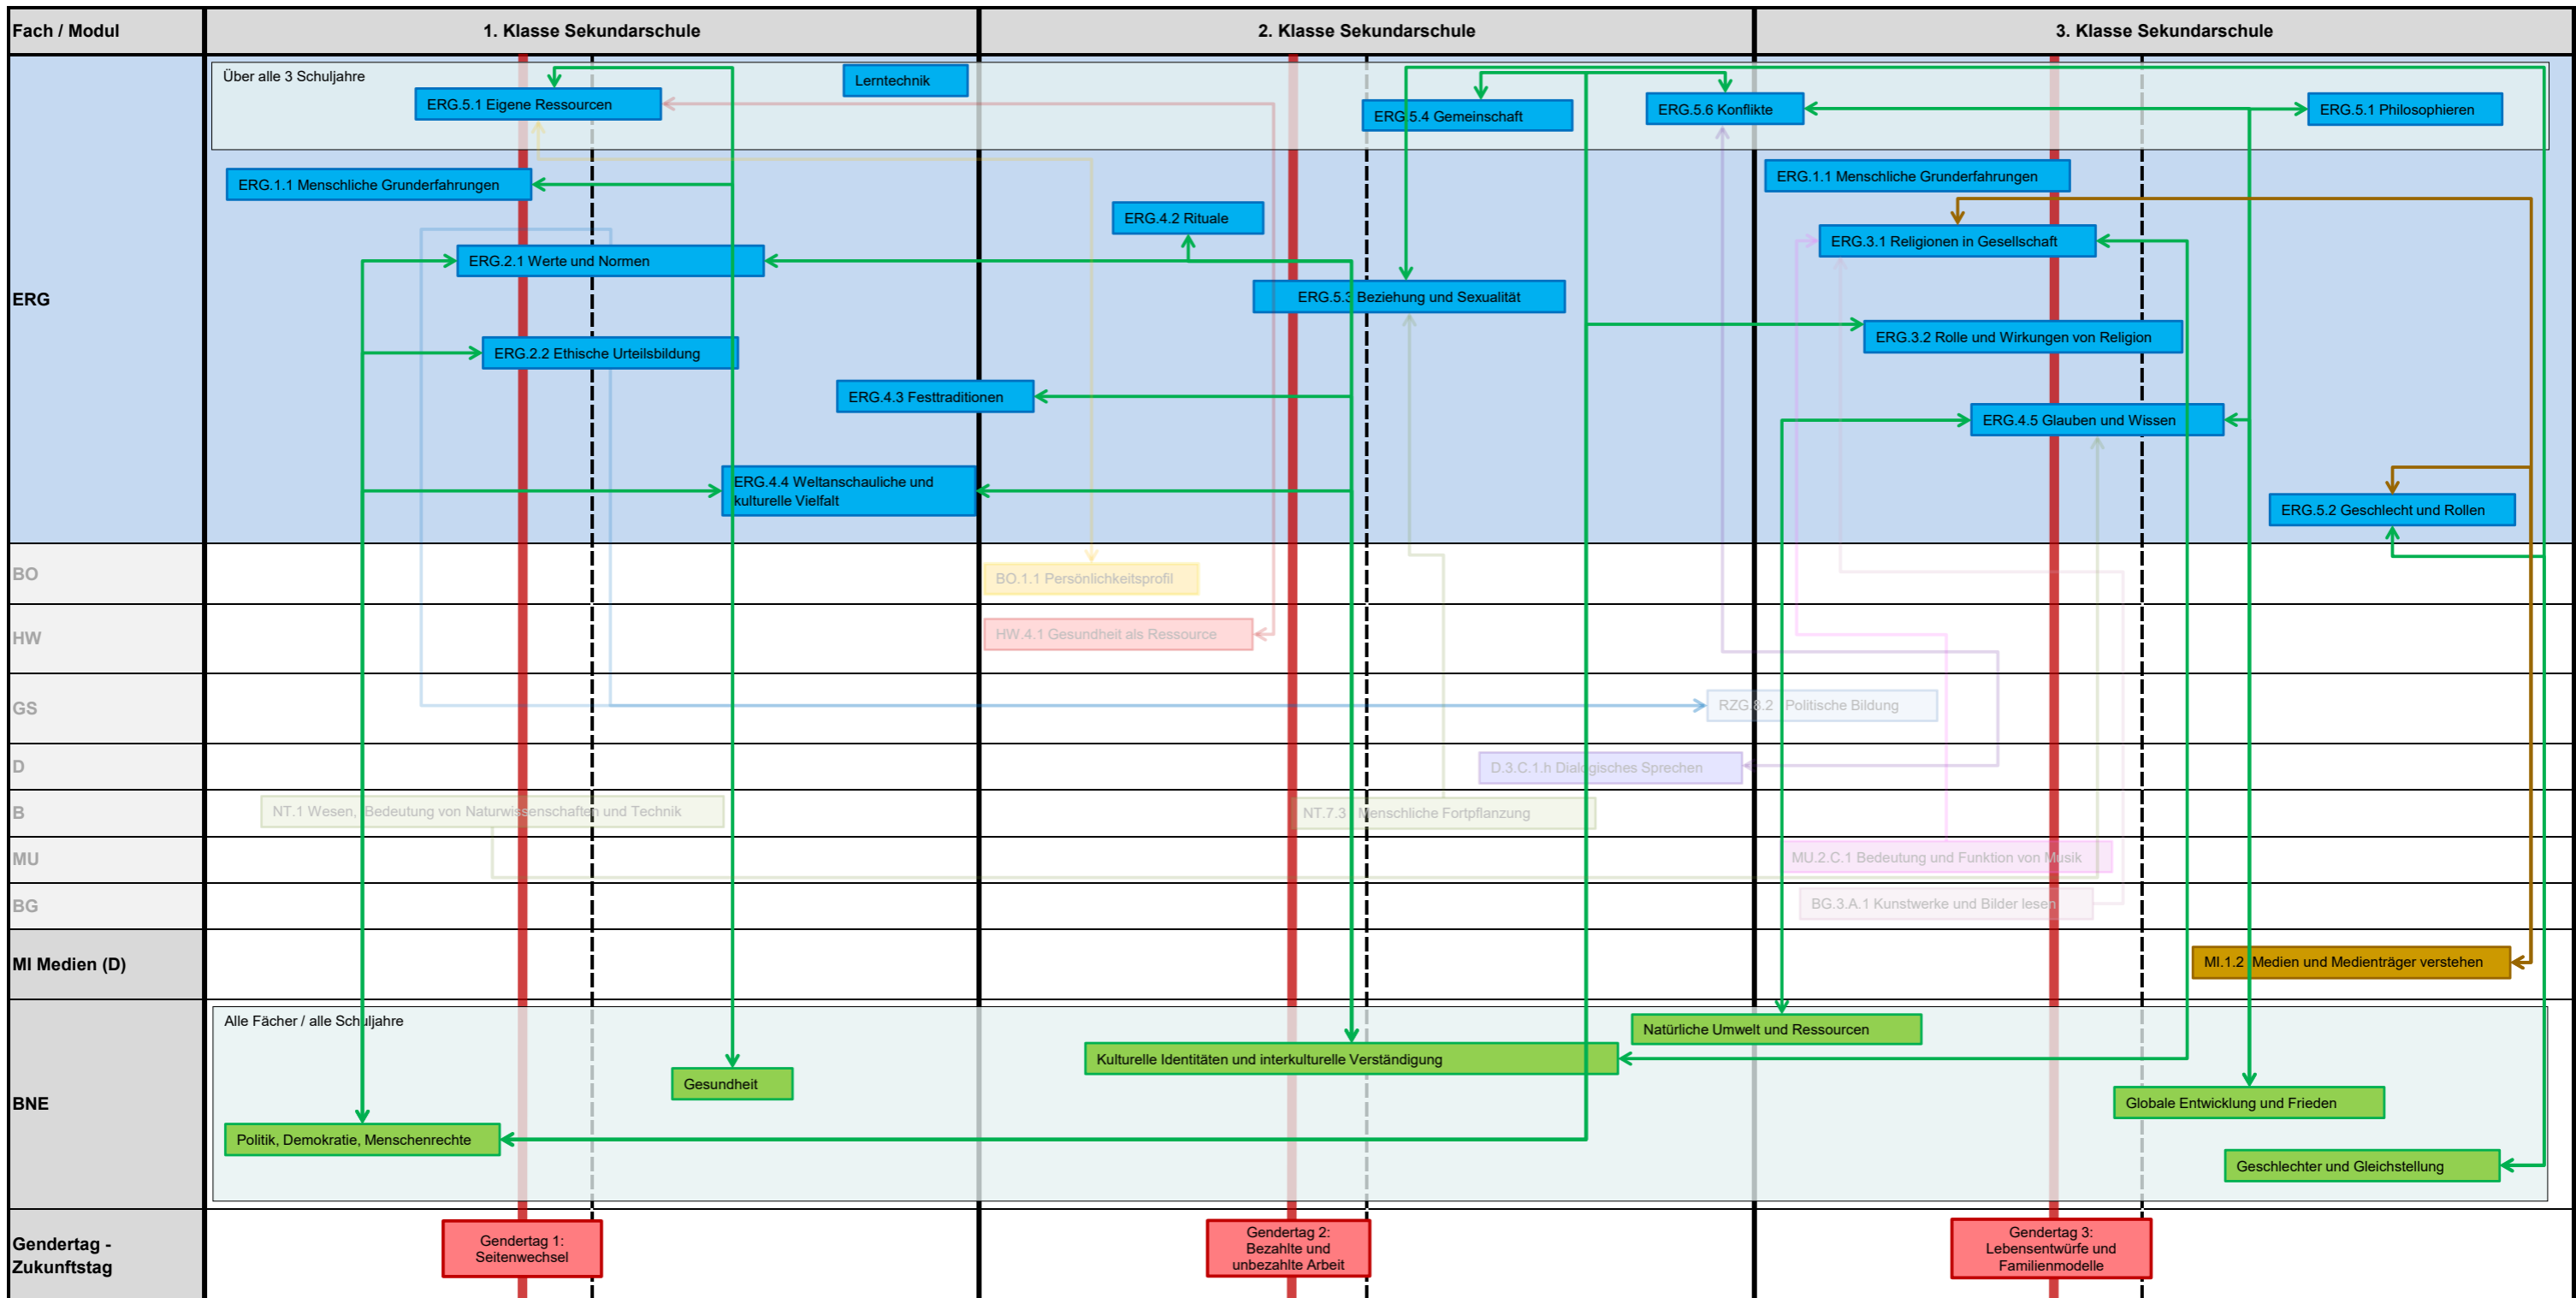 Fach / Modul
1. Klasse Sekundarschule
2. Klasse Sekundarschule
3. Klasse Sekundarschule
ERG
Über alle 3 Schuljahre
Lerntechnik
ERG.5.1 Eigene Ressourcen
ERG.5.4 Gemeinschaft
ERG.5.6 Konflikte
ERG.5.1 Philosophieren
ERG.1.1 Menschliche Grunderfahrungen
ERG.1.1 Menschliche Grunderfahrungen
ERG.4.2 Rituale
ERG.3.1 Religionen in Gesellschaft
ERG.2.1 Werte und Normen
ERG.5.3 Beziehung und Sexualität
ERG.3.2 Rolle und Wirkungen von Religion
ERG.2.2 Ethische Urteilsbildung
ERG.4.3 Festtraditionen
ERG.4.5 Glauben und Wissen
ERG.4.4 Weltanschauliche und
kulturelle Vielfalt
ERG.5.2 Geschlecht und Rollen
BO
BO.1.1 Persönlichkeitsprofil
HW
HW.4.1 Gesundheit als Ressource
GS
RZG.8.2 Politische Bildung
D
D.3.C.1.h Dialogisches Sprechen
B
NT.1 Wesen, Bedeutung von Naturwissenschaften und Technik
NT.7.3 Menschliche Fortpflanzung
MU
MU.2.C.1 Bedeutung und Funktion von Musik
BG
BG.3.A.1 Kunstwerke und Bilder lesen
MI Medien (D)
MI.1.2 Medien und Medienträger verstehen
BNE
Alle Fächer / alle Schuljahre
Natürliche Umwelt und Ressourcen
Kulturelle Identitäten und interkulturelle Verständigung
Gesundheit
Globale Entwicklung und Frieden
Politik, Demokratie, Menschenrechte
Geschlechter und Gleichstellung
Gendertag -
Zukunftstag
Gendertag 1:
Seitenwechsel
Gendertag 2:
Bezahlte und
unbezahlte Arbeit
Gendertag 3:
Lebensentwürfe und
Familienmodelle